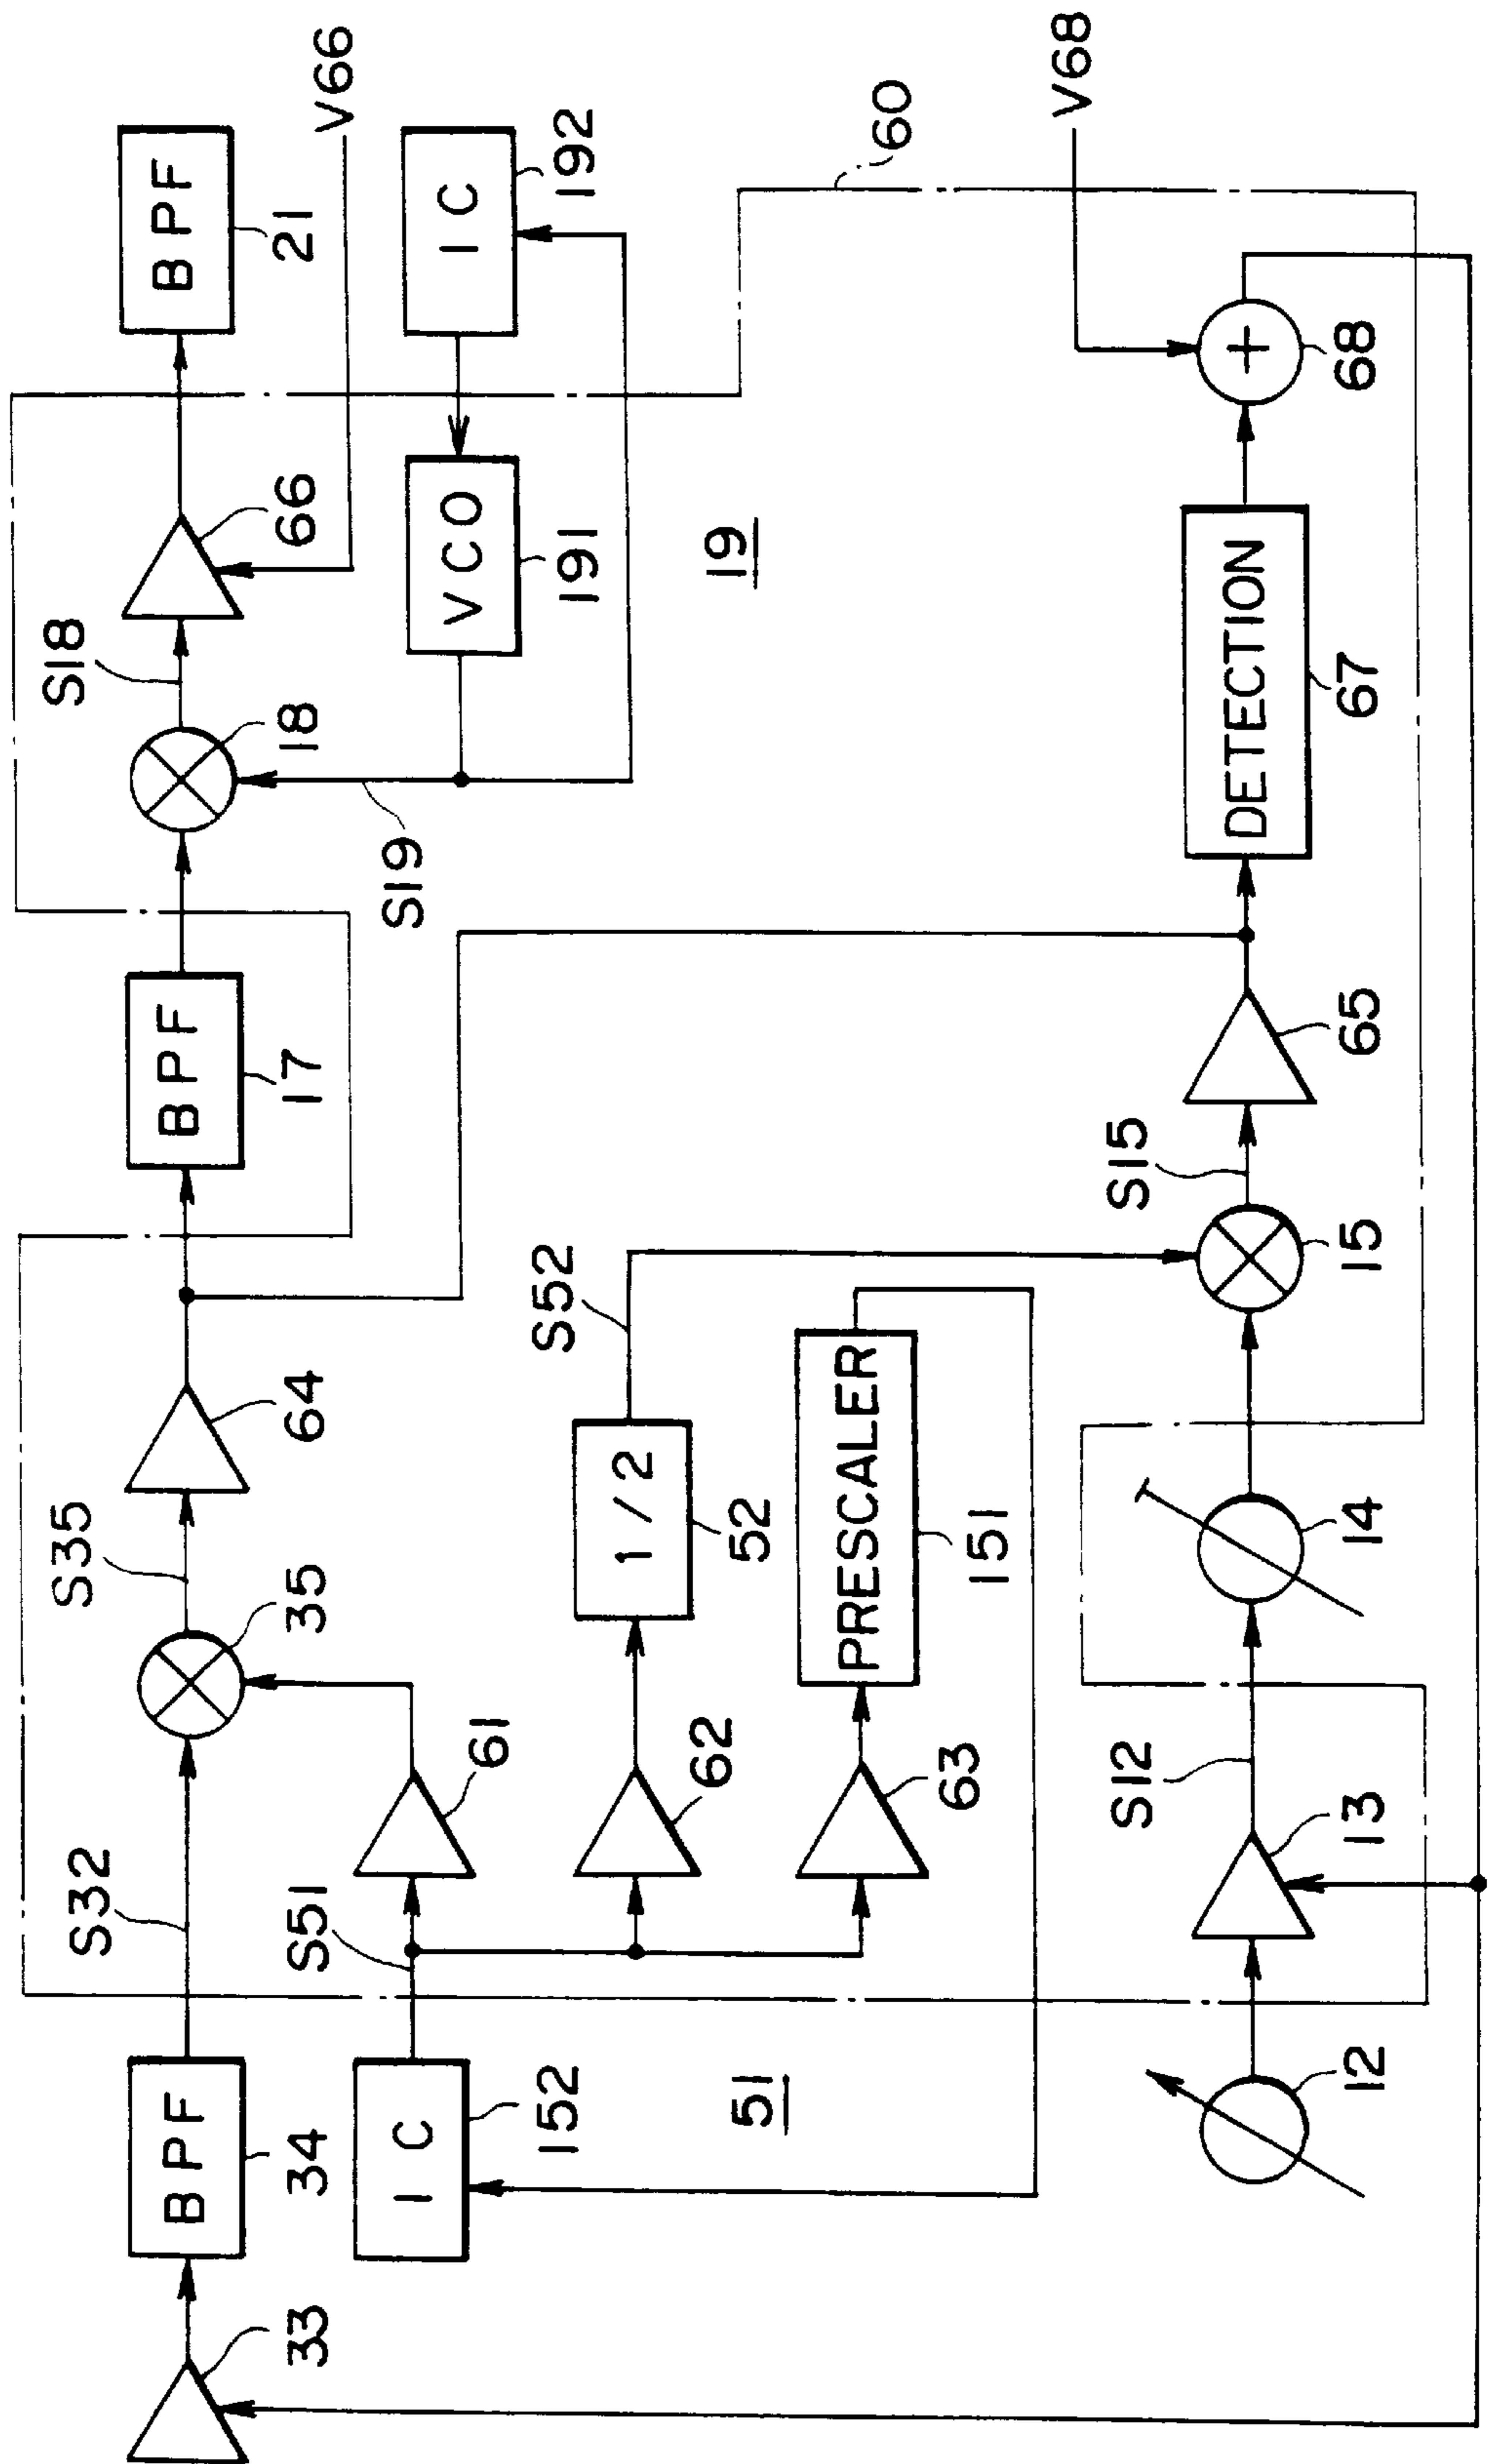 33
BPF
34
S32
35
S35
64
BPF
17
18
S18
66
BPF
21
V66
IC
152
S51
61
S19
VCO
191
IC
192
62
1/2
52
S52
51
19
60
63
PRESCALER
151
12
13
S12
14
15
S15
65
DETECTION
67
68
V68